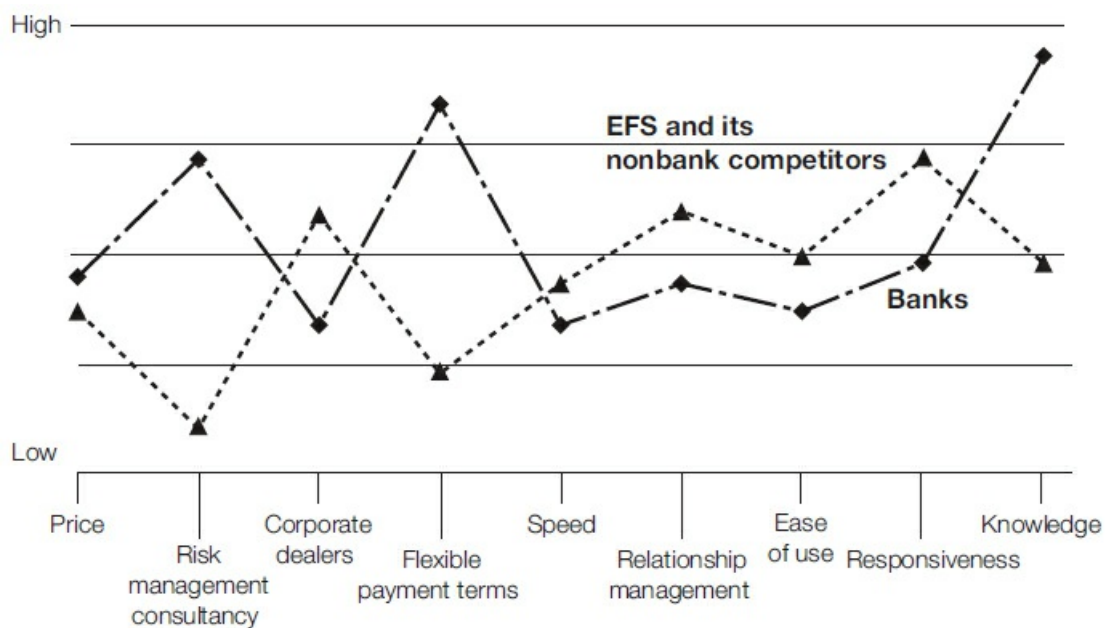 High
EFS and its
nonbank competitors
Banks
Low
Price
Risk
management
consultancy
Corporate
dealers
Flexible
payment terms
Speed
Relationship
management
Ease
of use
Responsiveness
Knowledge